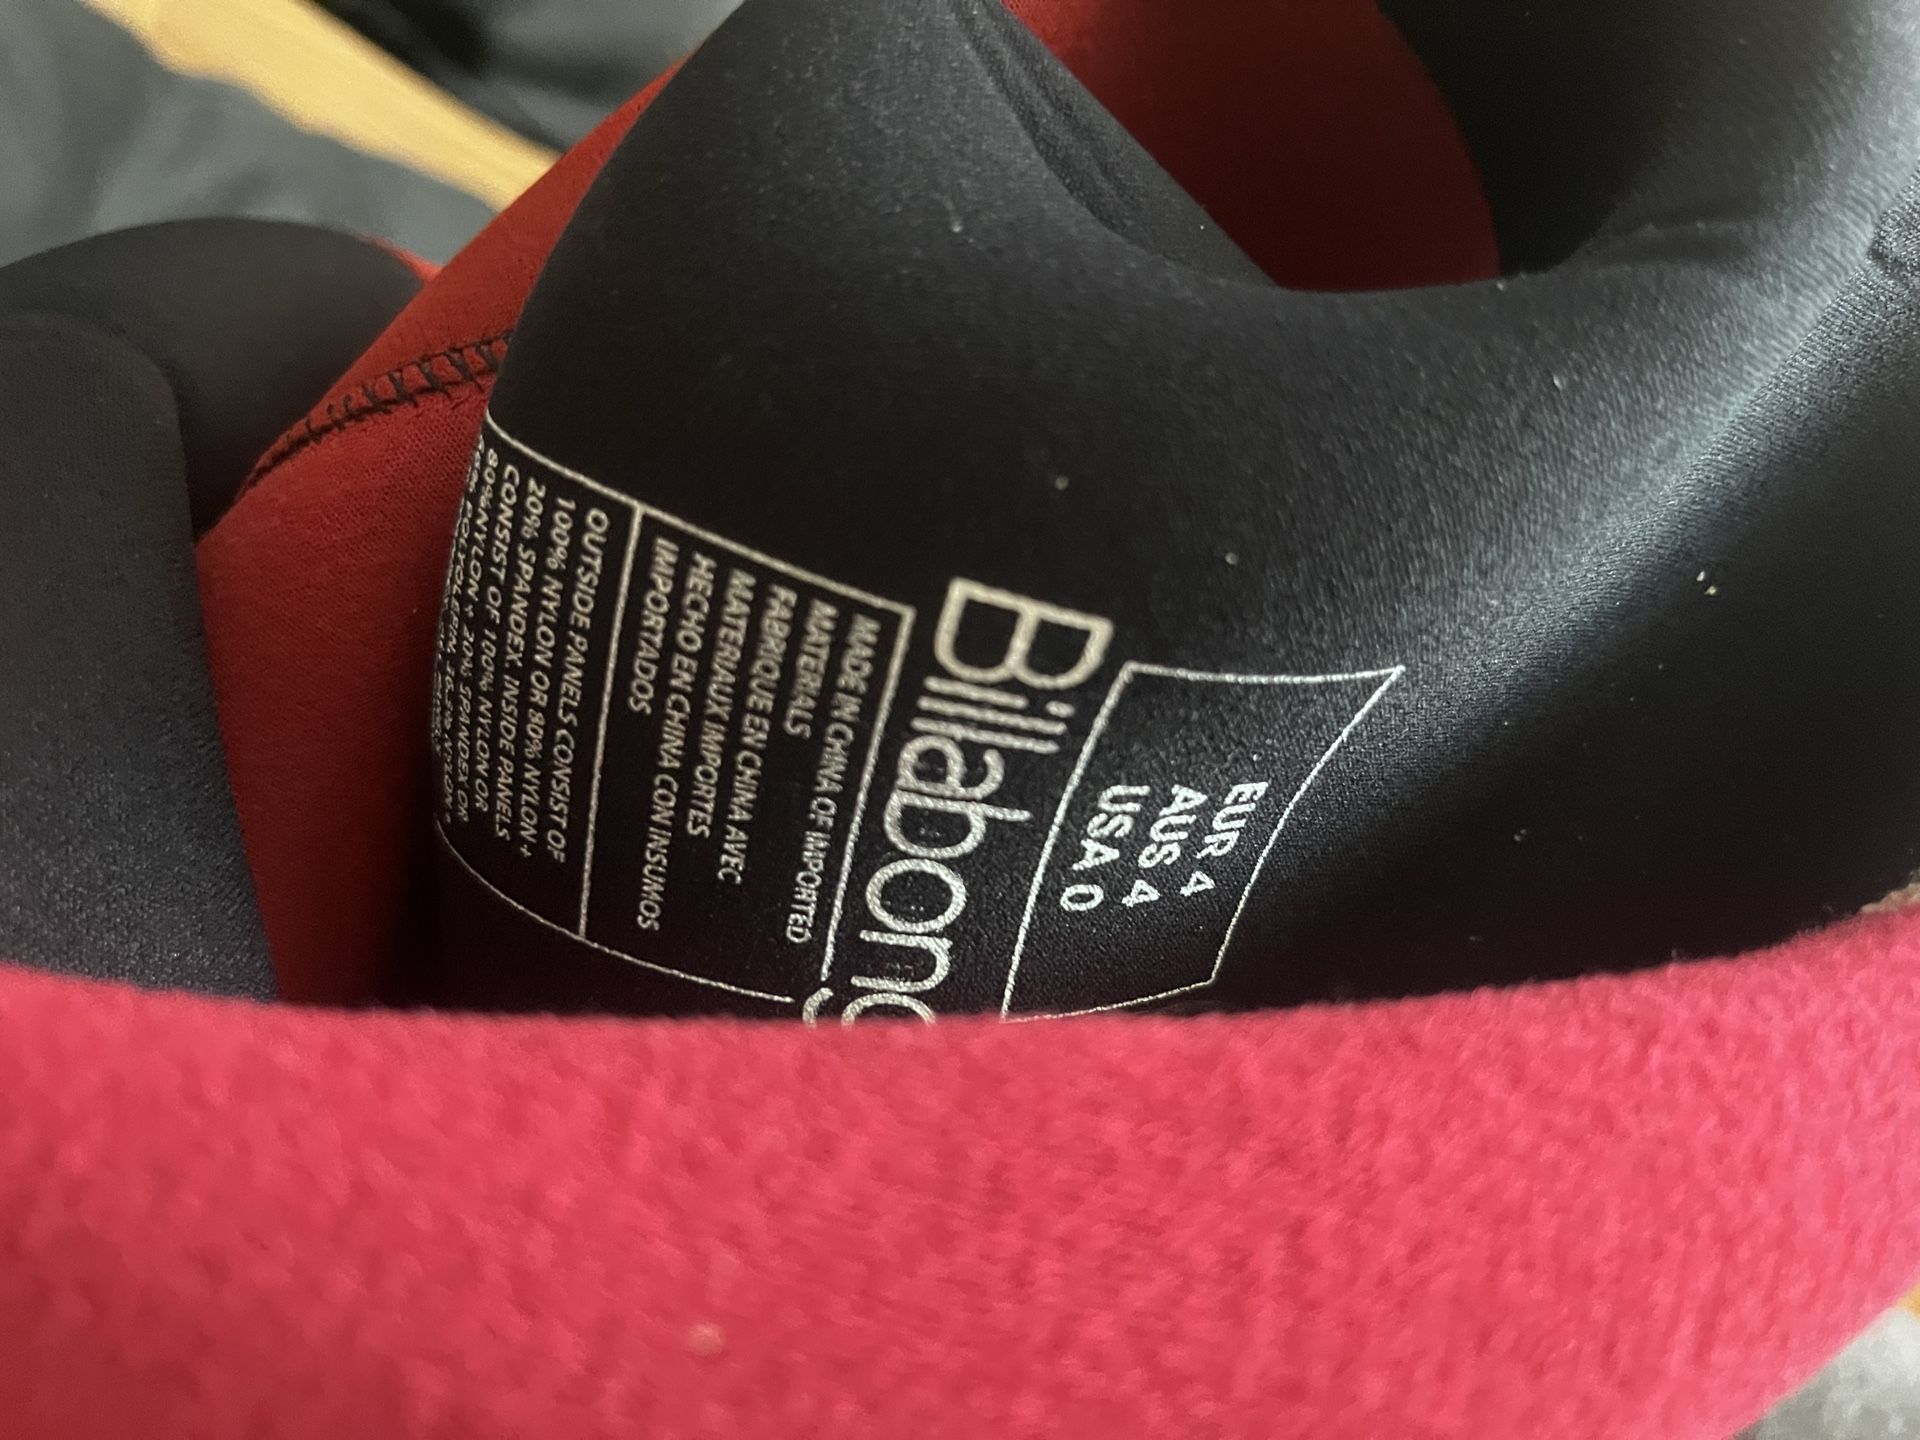 EUR 4
AUS 4
USA 0
Billabong
MADE IN CHINA OF IMPORTED
MATERIALS
FABRIQUE EN CHINA AVEC
MATERIAUX IMPORTES
HECHO EN CHINA CON INSUMOS
IMPORTADOS
OUTSIDE PANELS CONSIST OF
100% NYLON OR 80% NYLON +
20% SPANDEX. INSIDE PANELS
CONSIST OF 100% NYLON OR
80% NYLON + 20% SPANDEX OR